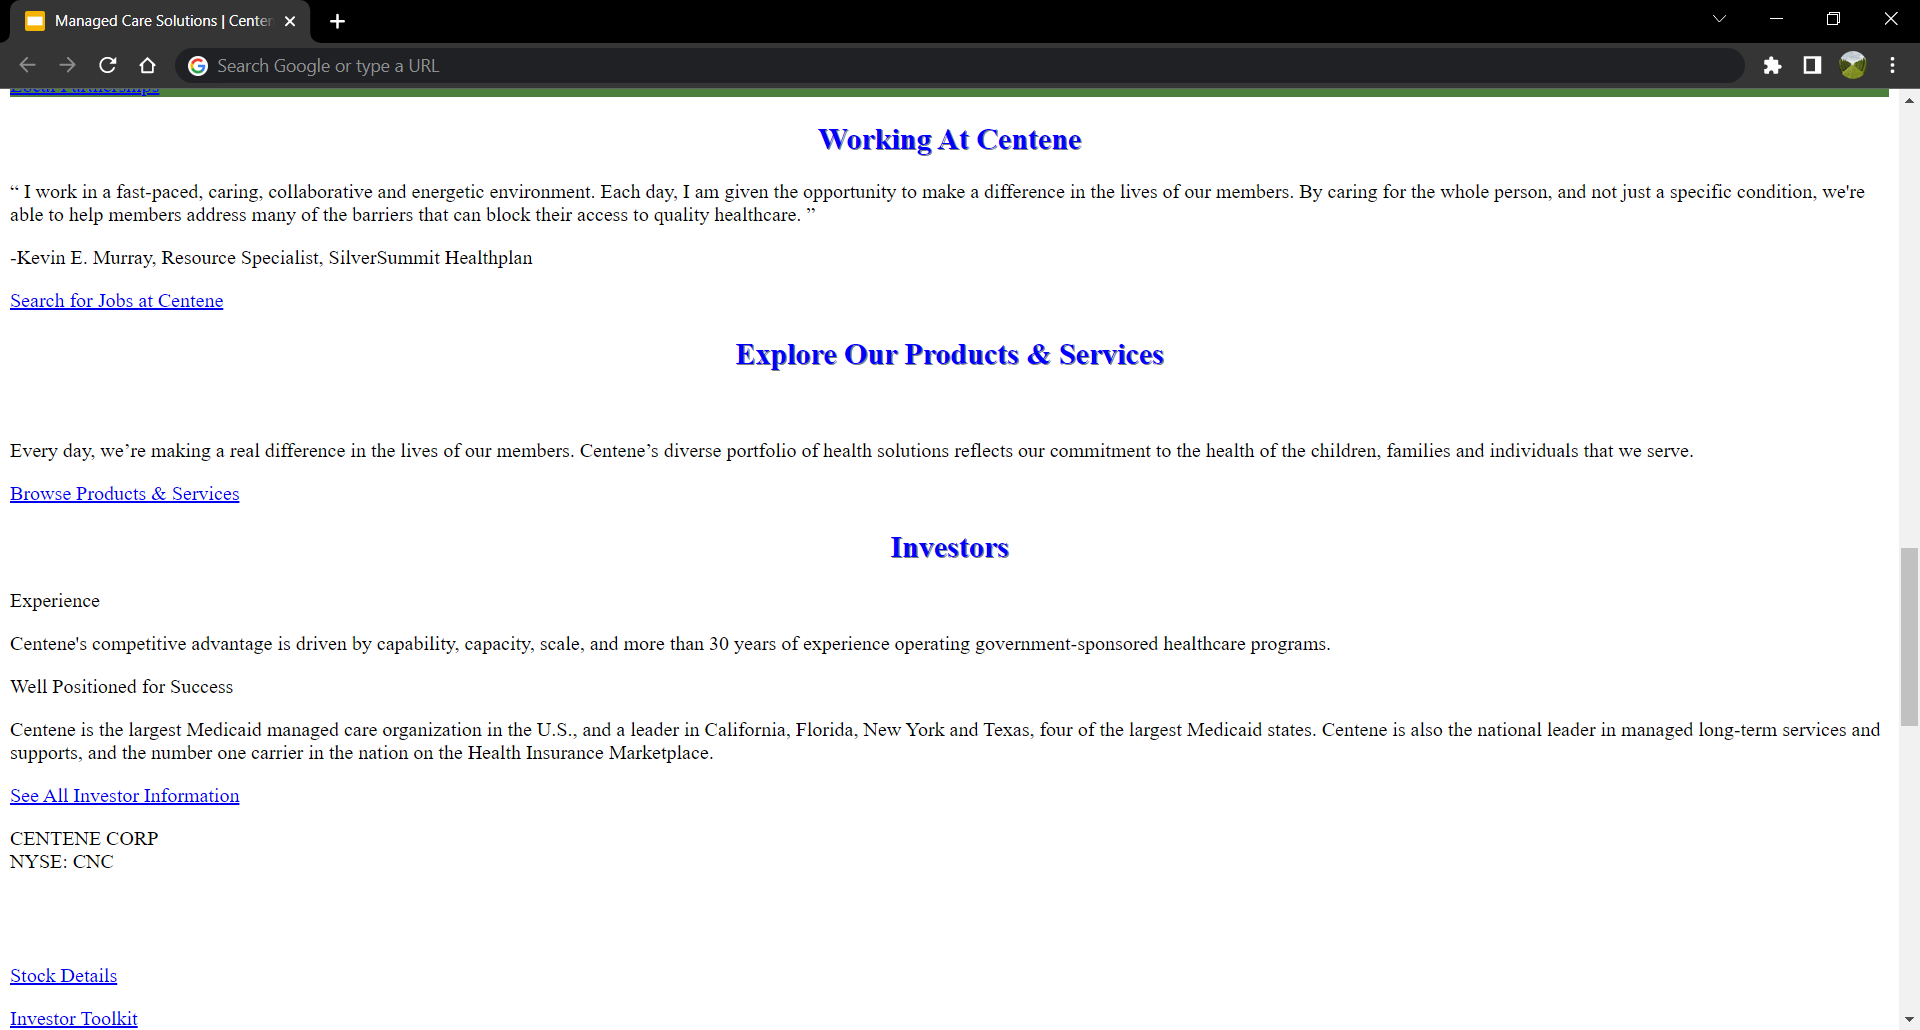 Managed Care Solutions | Center
Search Google or type a URL
Local Partnerships
Working At Centene
“ I work in a fast-paced, caring, collaborative and energetic environment. Each day, I am given the opportunity to make a difference in the lives of our members. By caring for the whole person, and not just a specific condition, we're
able to help members address many of the barriers that can block their access to quality healthcare. ”
-Kevin E. Murray, Resource Specialist, SilverSummit Healthplan
Search for Jobs at Centene
Explore Our Products & Services
Every day, we’re making a real difference in the lives of our members. Centene’s diverse portfolio of health solutions reflects our commitment to the health of the children, families and individuals that we serve.
Browse Products & Services
Investors
Experience
Centene's competitive advantage is driven by capability, capacity, scale, and more than 30 years of experience operating government-sponsored healthcare programs.
Well Positioned for Success
Centene is the largest Medicaid managed care organization in the U.S., and a leader in California, Florida, New York and Texas, four of the largest Medicaid states. Centene is also the national leader in managed long-term services and
supports, and the number one carrier in the nation on the Health Insurance Marketplace.
See All Investor Information
CENTENE CORP
NYSE: CNC
Stock Details
Investor Toolkit